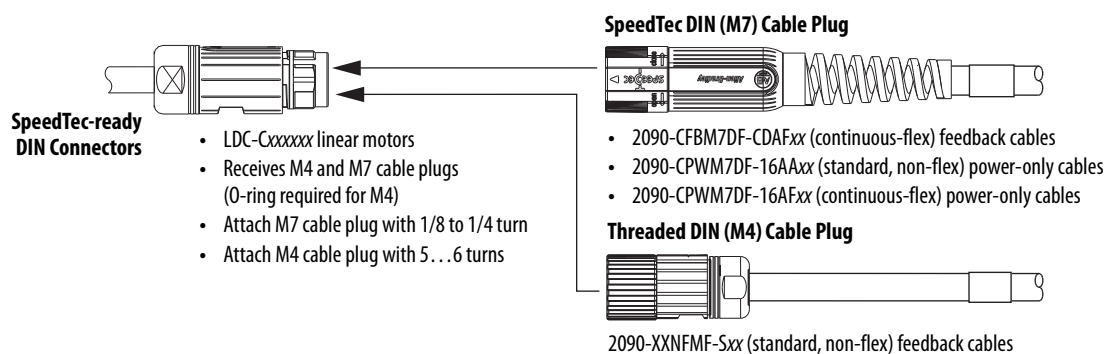 SpeedTec-ready
DIN Connectors
• LDC-Cxxxxxx linear motors
• Receives M4 and M7 cable plugs
(O-ring required for M4)
• Attach M7 cable plug with 1/8 to 1/4 turn
• Attach M4 cable plug with 5…6 turns
SpeedTec DIN (M7) Cable Plug
Allen-Bradley
AB
• 2090-CFBM7DF-CDAFxx (continuous-flex) feedback cables
• 2090-CPWM7DF-16AAxx (standard, non-flex) power-only cables
• 2090-CPWM7DF-16AFxx (continuous-flex) power-only cables
Threaded DIN (M4) Cable Plug
2090-XXNFMF-Sxx (standard, non-flex) feedback cables